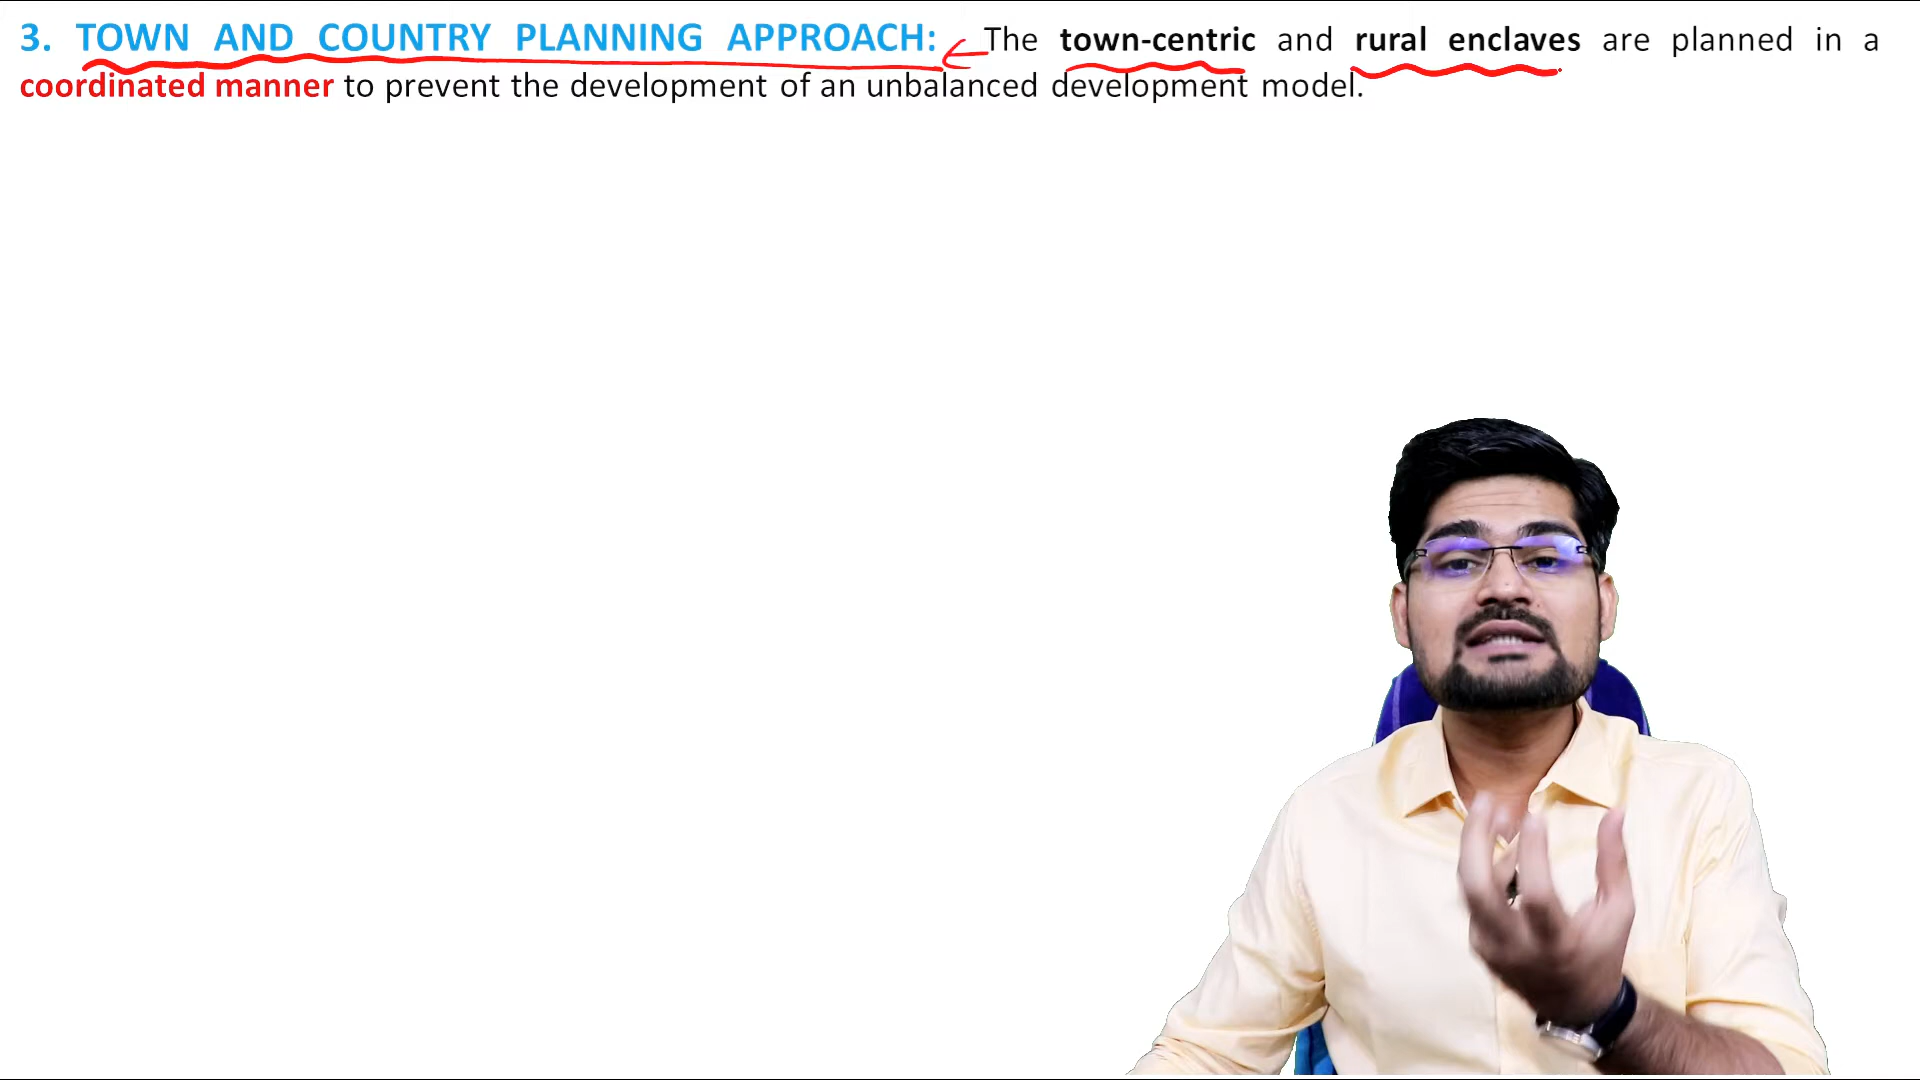 3. TOWN AND COUNTRY PLANNING APPROACH: The town-centric and rural enclaves are planned in a
coordinated manner to prevent the development of an unbalanced development model.